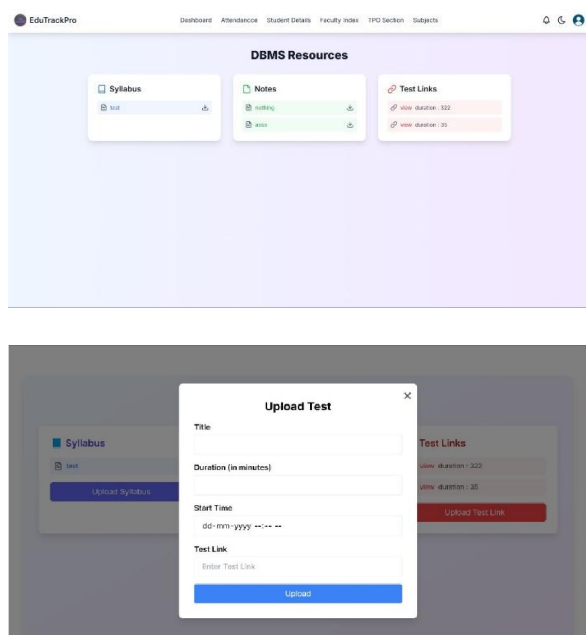 EduTrackPro Dashboard Attendancce Student Details Faculty Index TPO Section Subjects
DBMS Resources
Syllabus
test
Notes
nothing
Test Links
view duration : 322
view duration : 35
Upload Test
Title
Duration (in minutes)
Start Time
dd-mm-yyyy --:-- --
Test Link
Enter Test Link
Upload
Syllabus
test
Upload Syllabus
Test Links
view duration : 322
view duration : 35
Upload Test Link